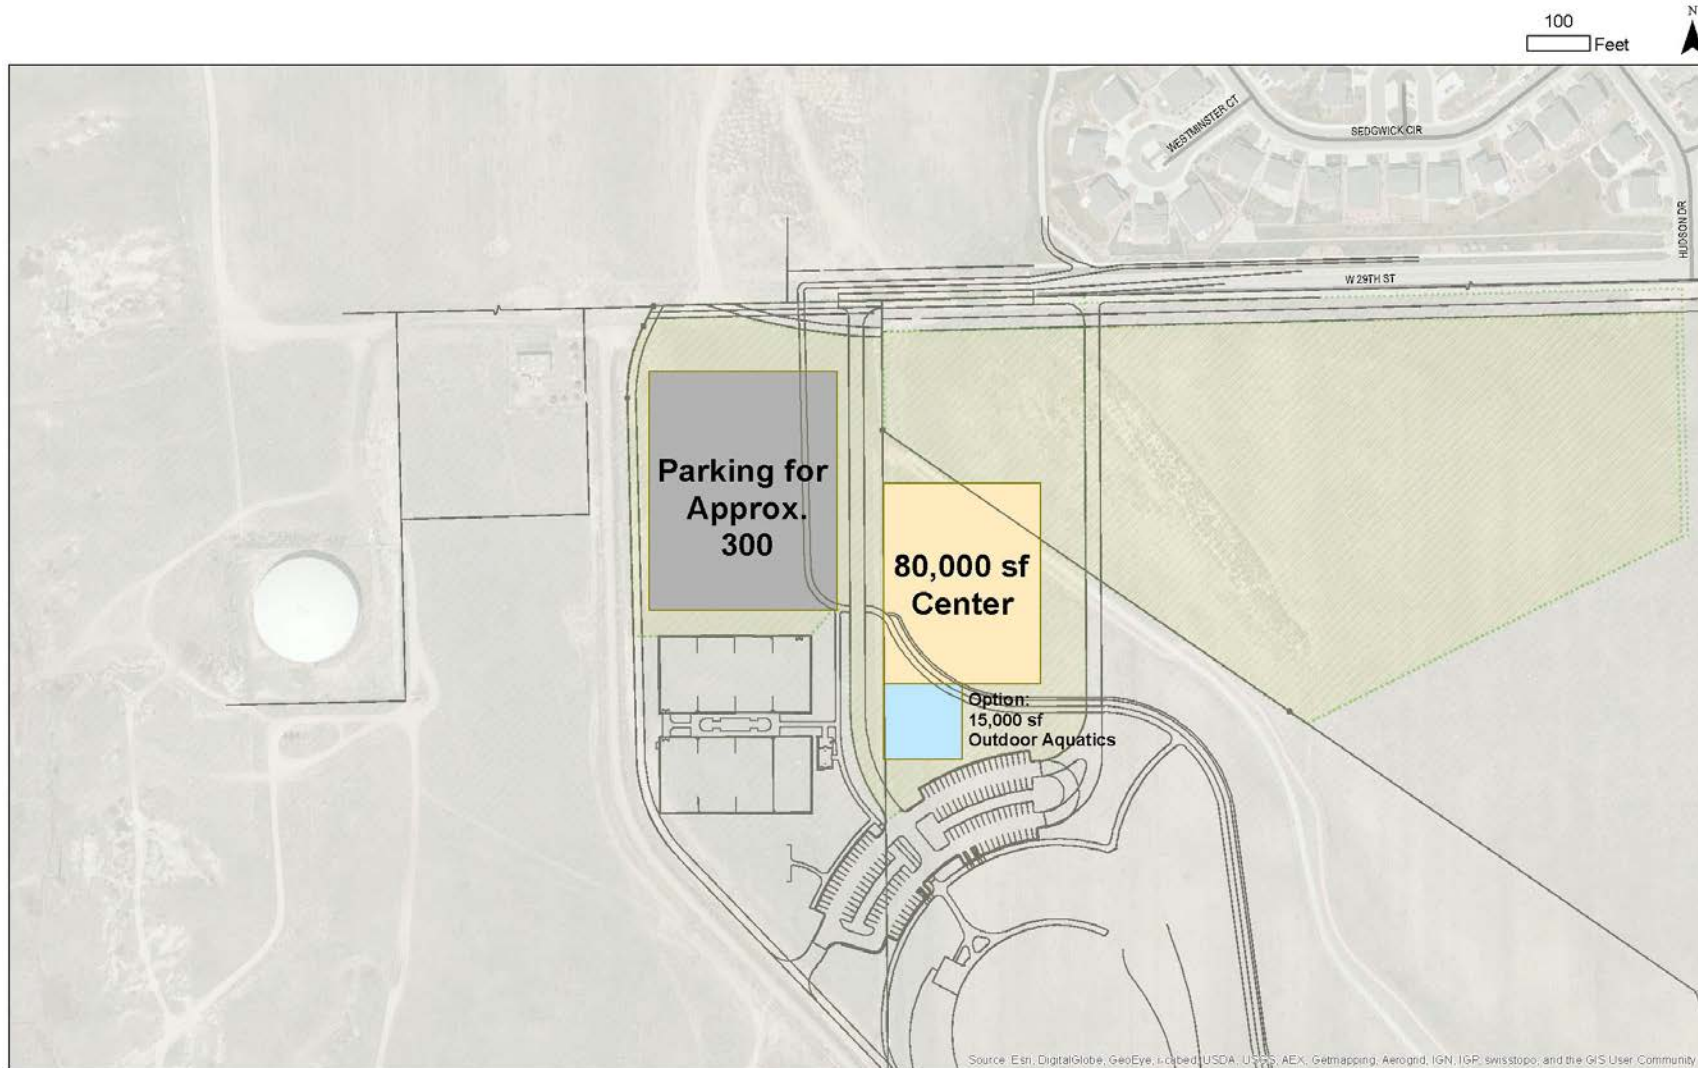 100
Feet
N
WESTMINSTER CT
SEDGWICK CIR
HUDSON DR
W 29TH ST
Parking for
Approx.
300
80,000 sf
Center
Option:
15,000 sf
Outdoor Aquatics
Source: Esri, DigitalGlobe, GeoEye, i-cubed, USDA, USGS, AEX, Getmapping, Aerogrid, IGN, IGP, swisstopo, and the GIS User Community